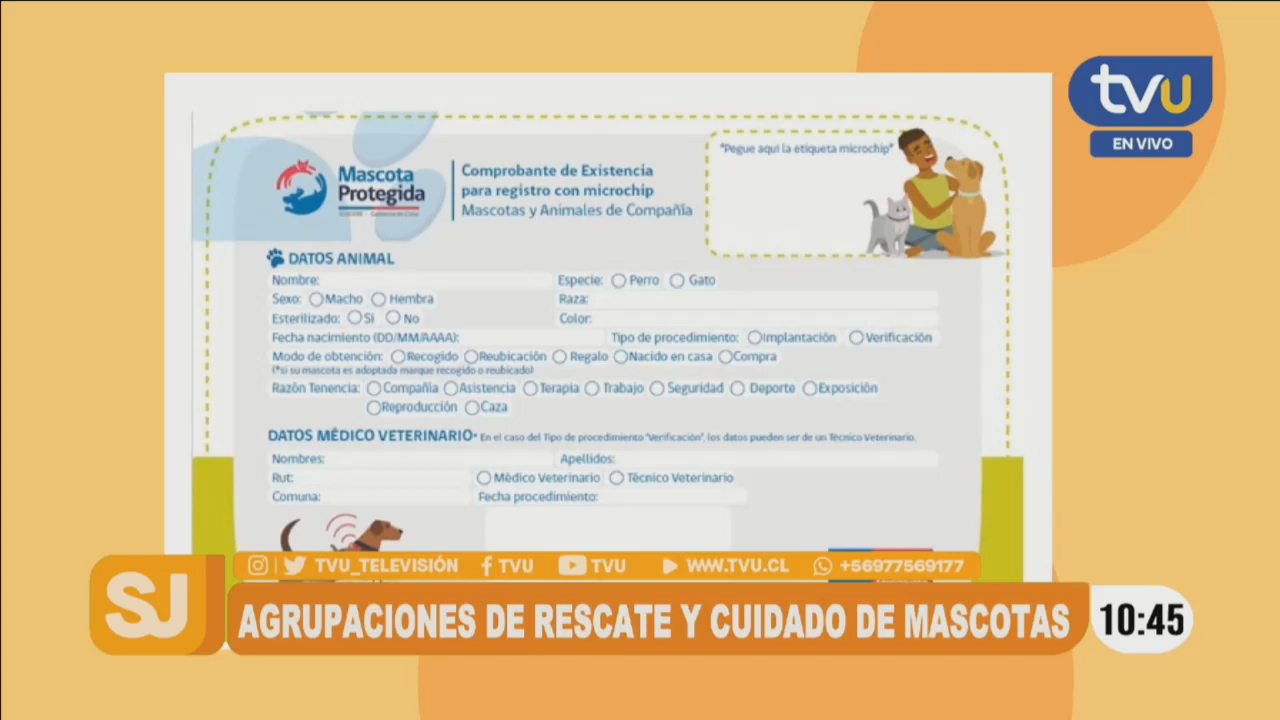 tvu
EN VIVO
"Pegue aquí la etiqueta microchip"
Mascota
Protegida
Comprobante de Existencia
para registro con microchip
Mascotas y Animales de Compañía
DATOS ANIMAL
Nombre: Especie: Perro Gato
Sexo: Macho Hembra Raza:
Esterilizado: Sí No Color:
Fecha nacimiento (DD/MM/AAAA): Tipo de procedimiento: Implantación Verificación
Modo de obtención: Recogido Reubicación Regalo Nacido en casa Compra
(*si su mascota es adoptada marque recogido o reubicado)
Razón Tenencia: Compañía Asistencia Terapia Trabajo Seguridad Deporte Exposición
Reproducción Caza
DATOS MÉDICO VETERINARIO* En el caso del Tipo de procedimiento "Verificación", los datos pueden ser de un Técnico Veterinario.
Nombres: Apellidos:
Rut: Médico Veterinario Técnico Veterinario
Comuna: Fecha procedimiento:
TVU_TELEVISIÓN TVU TVU WWW.TVU.CL +56977569177
SJ
AGRUPACIONES DE RESCATE Y CUIDADO DE MASCOTAS
10:45